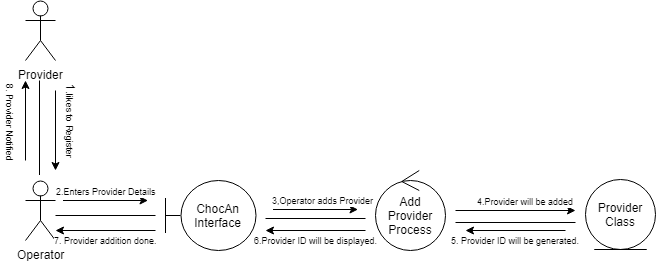 Provider
8. Provider Notified
1.likes to Register
2.Enters Provider Details
7. Provider addition done.
Operator
ChocAn
Interface
3,Operator adds Provider
6.Provider ID will be displayed.
Add
Provider
Process
4.Provider will be added
5. Provider ID will be generated.
Provider
Class